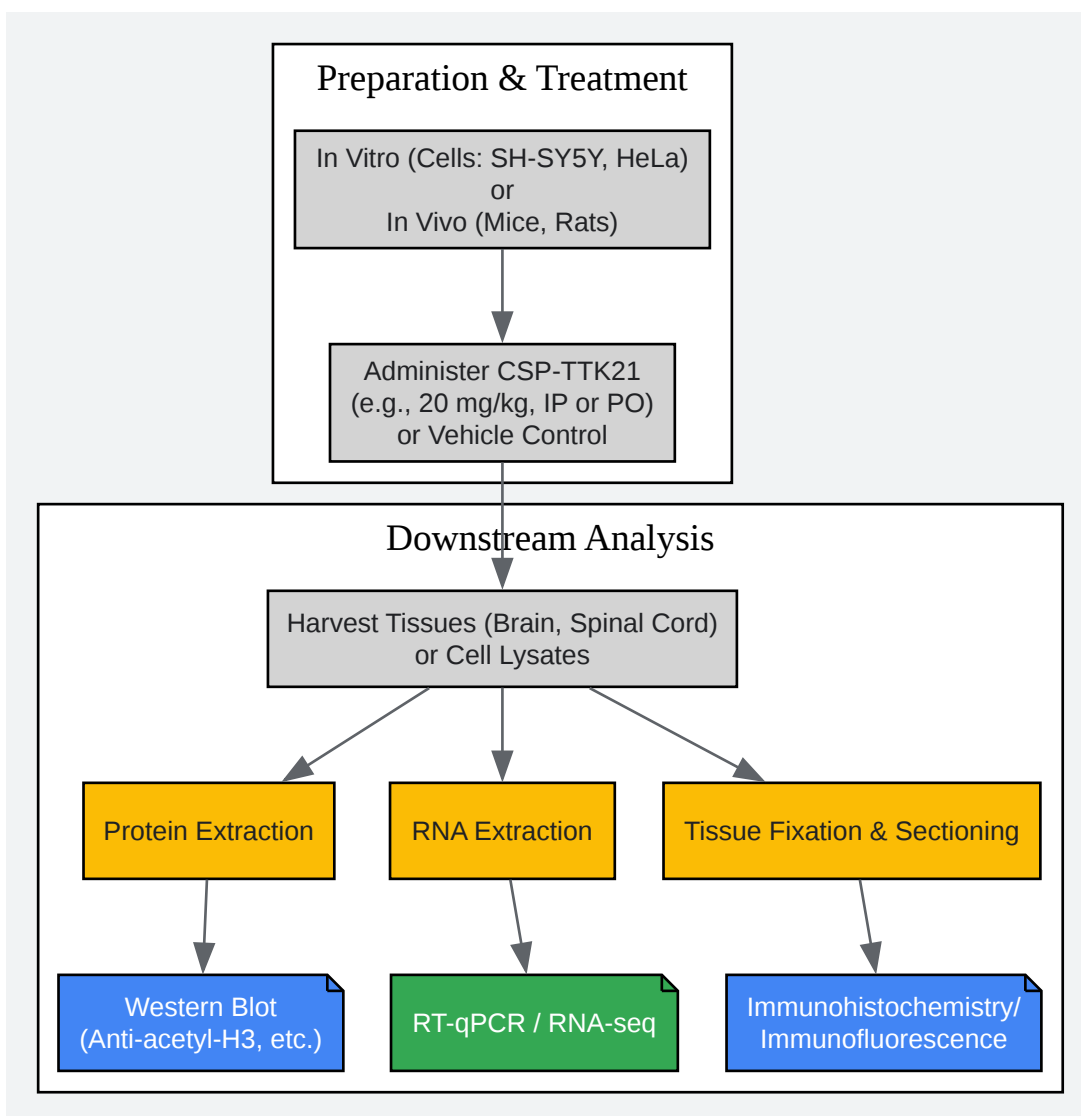 Preparation & Treatment
In Vitro (Cells: SH-SY5Y, HeLa)
or
In Vivo (Mice, Rats)
Administer CSP-TTK21
(e.g., 20 mg/kg, IP or PO)
or Vehicle Control
Downstream Analysis
Harvest Tissues (Brain, Spinal Cord)
or Cell Lysates
Protein Extraction
RNA Extraction
Tissue Fixation & Sectioning
Western Blot
(Anti-acetyl-H3, etc.)
RT-qPCR / RNA-seq
Immunohistochemistry/
Immunofluorescence